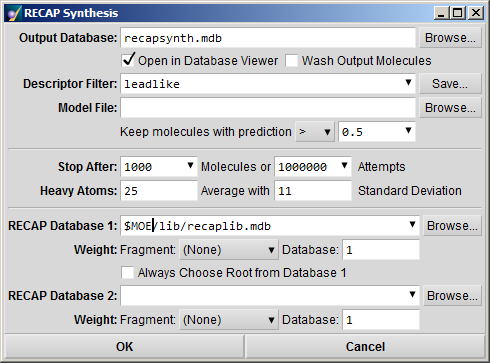 RECAP Synthesis
Output Database: recapsynth.mdb Browse...
Open in Database Viewer Wash Output Molecules
Descriptor Filter: leadlike Save...
Model File: Browse...
Keep molecules with prediction > 0.5
Stop After: 1000 Molecules or 1000000 Attempts
Heavy Atoms: 25 Average with 11 Standard Deviation
RECAP Database 1: $MOE/lib/recaplib.mdb Browse...
Weight: Fragment: (None) Database: 1
Always Choose Root from Database 1
RECAP Database 2: Browse...
Weight: Fragment: (None) Database: 1
OK Cancel